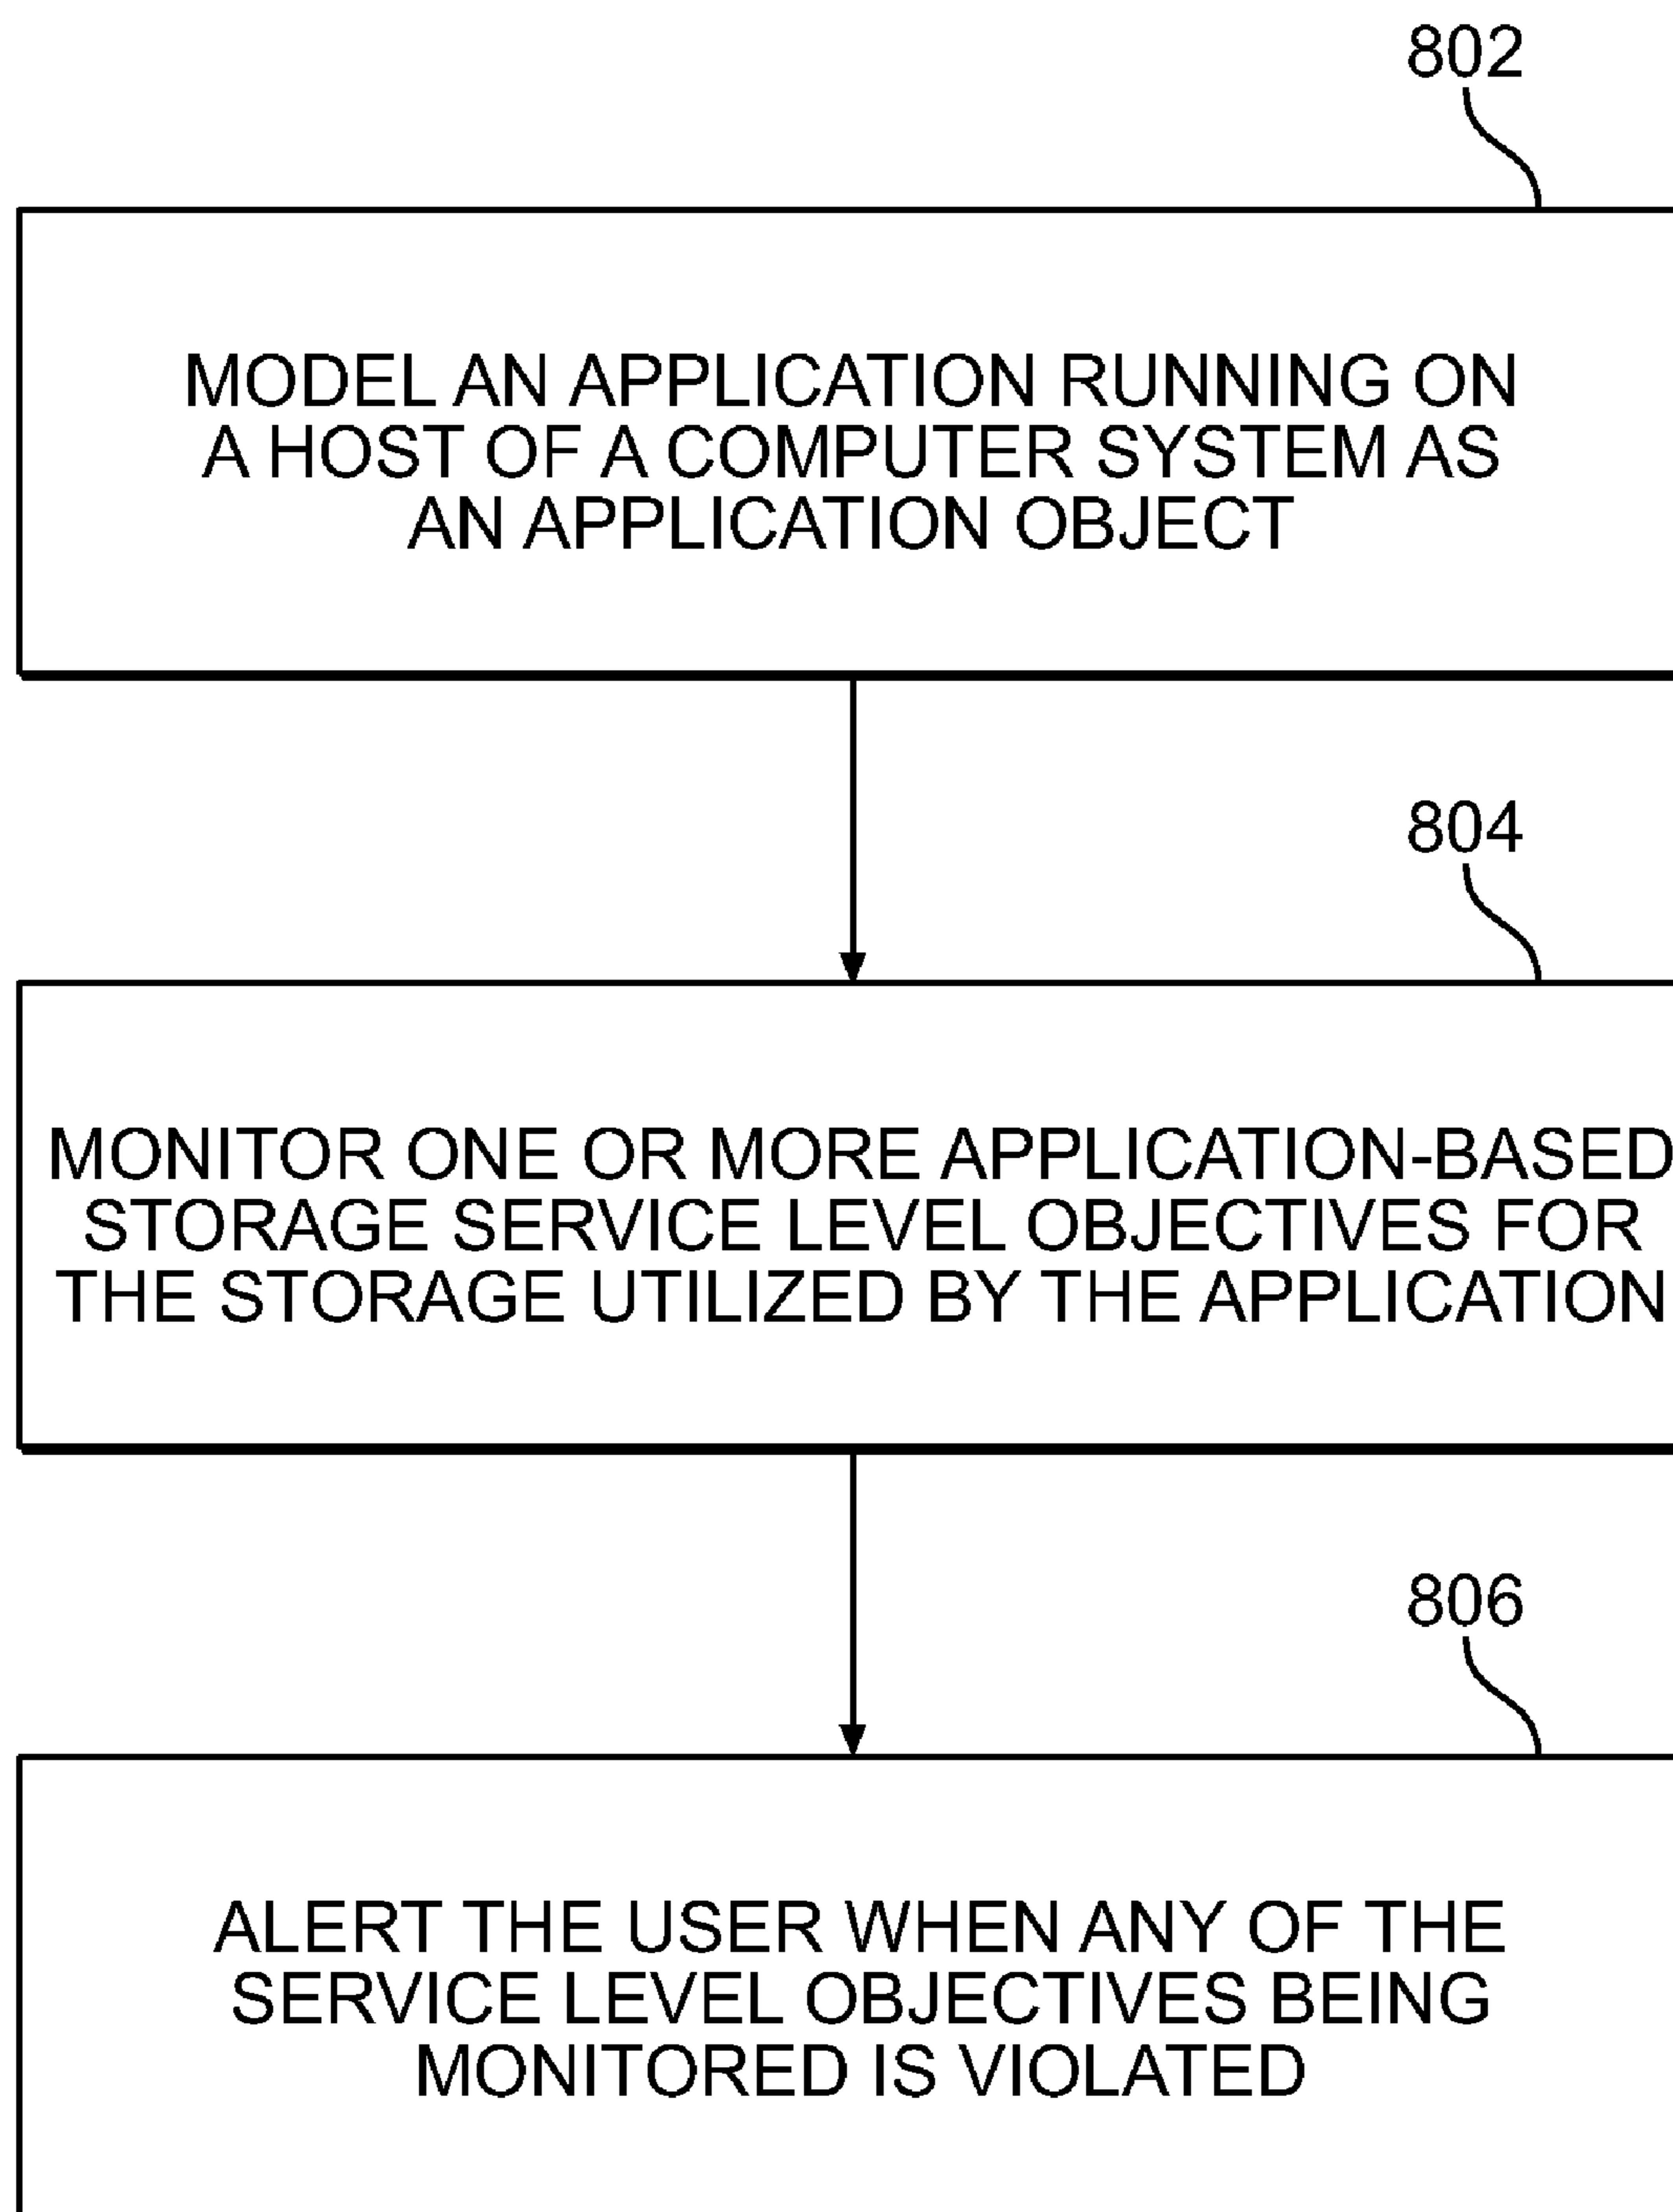 802
MODEL AN APPLICATION RUNNING ON
A HOST OF A COMPUTER SYSTEM AS
AN APPLICATION OBJECT
804
MONITOR ONE OR MORE APPLICATION-BASED
STORAGE SERVICE LEVEL OBJECTIVES FOR
THE STORAGE UTILIZED BY THE APPLICATION
806
ALERT THE USER WHEN ANY OF THE
SERVICE LEVEL OBJECTIVES BEING
MONITORED IS VIOLATED